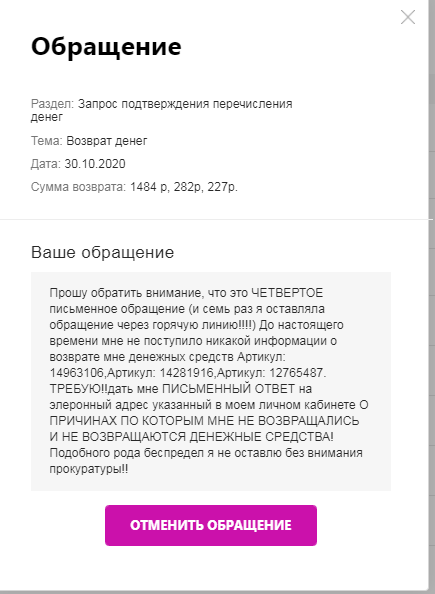 Обращение
Раздел: Запрос подтверждения перечисления
денег
Тема: Возврат денег
Дата: 30.10.2020
Сумма возврата: 1484 р, 282р, 227р.
Ваше обращение
Прошу обратить внимание, что это ЧЕТВЕРТОЕ
письменное обращение (и семь раз я оставляла
обращение через горячую линию!!!!) До настоящего
времени мне не поступило никакой информации о
возврате мне денежных средств Артикул:
14963106,Артикул: 14281916,Артикул: 12765487.
ТРЕБУЮ!!дать мне ПИСЬМЕННЫЙ ОТВЕТ на
элеронный адрес указанный в моем личном кабинете О
ПРИЧИНАХ ПО КОТОРЫМ МНЕ НЕ ВОЗВРАЩАЛИСЬ
И НЕ ВОЗВРАЩАЮТСЯ ДЕНЕЖНЫЕ СРЕДСТВА!
Подобного рода беспредел я не оставлю без внимания
прокуратуры!!
ОТМЕНИТЬ ОБРАЩЕНИЕ